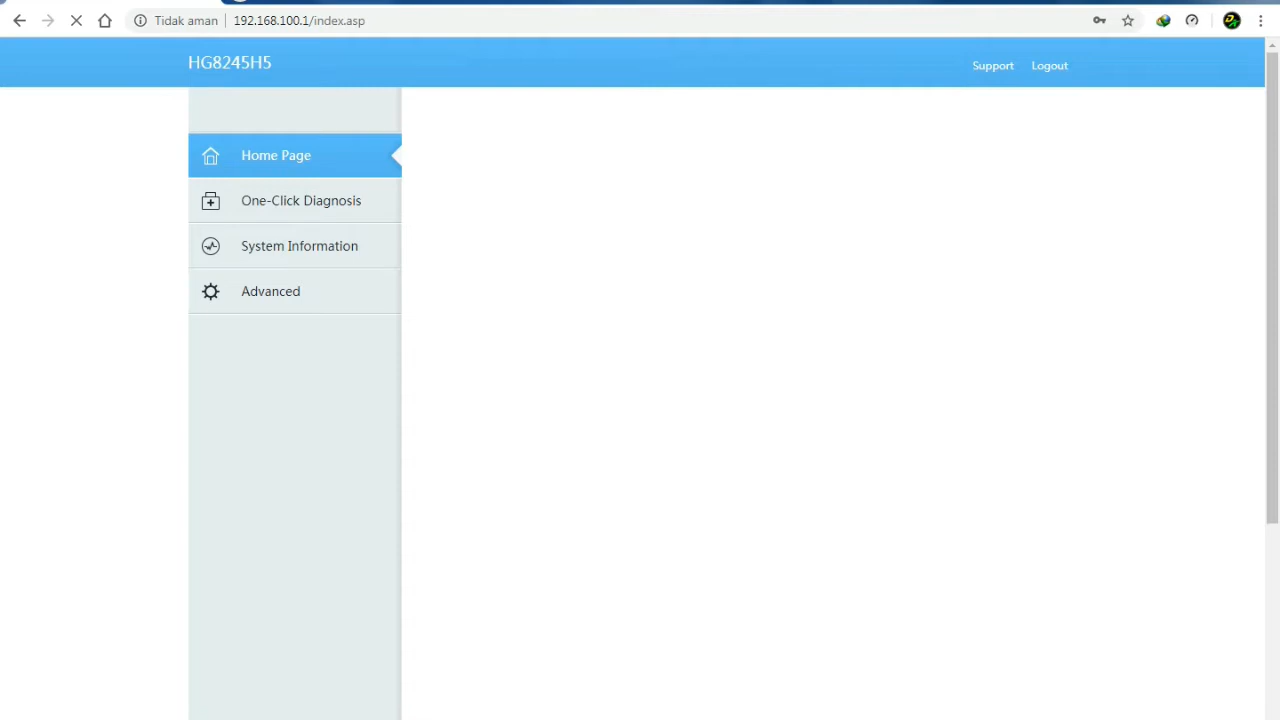 Tidak aman
192.168.100.1/index.asp
HG8245H5
Support
Logout
Home Page
One-Click Diagnosis
System Information
Advanced